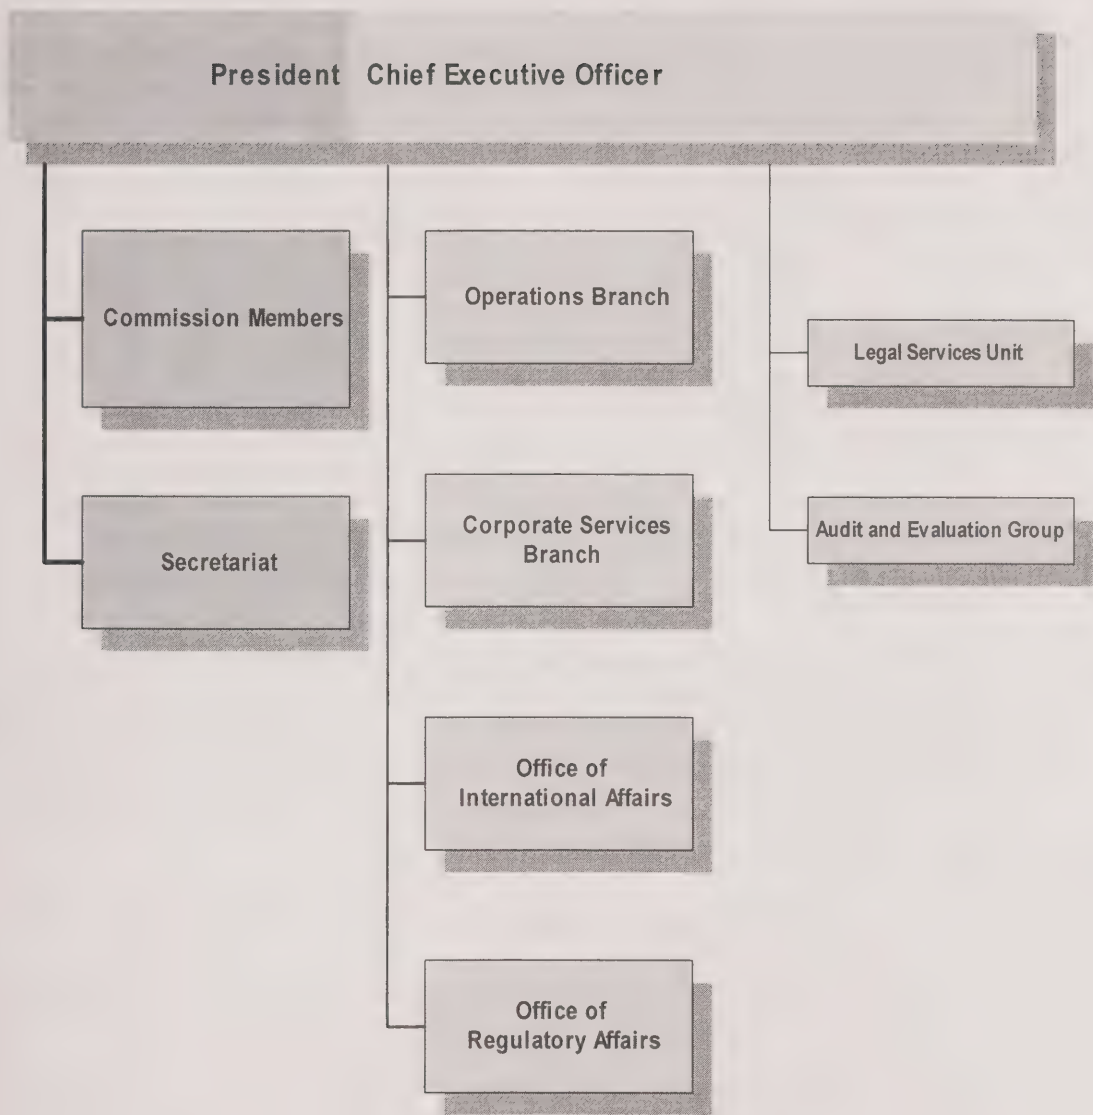 President Chief Executive Officer
Commission Members
Secretariat
Operations Branch
Corporate Services
Branch
Office of
International Affairs
Office of
Regulatory Affairs
Legal Services Unit
Audit and Evaluation Group